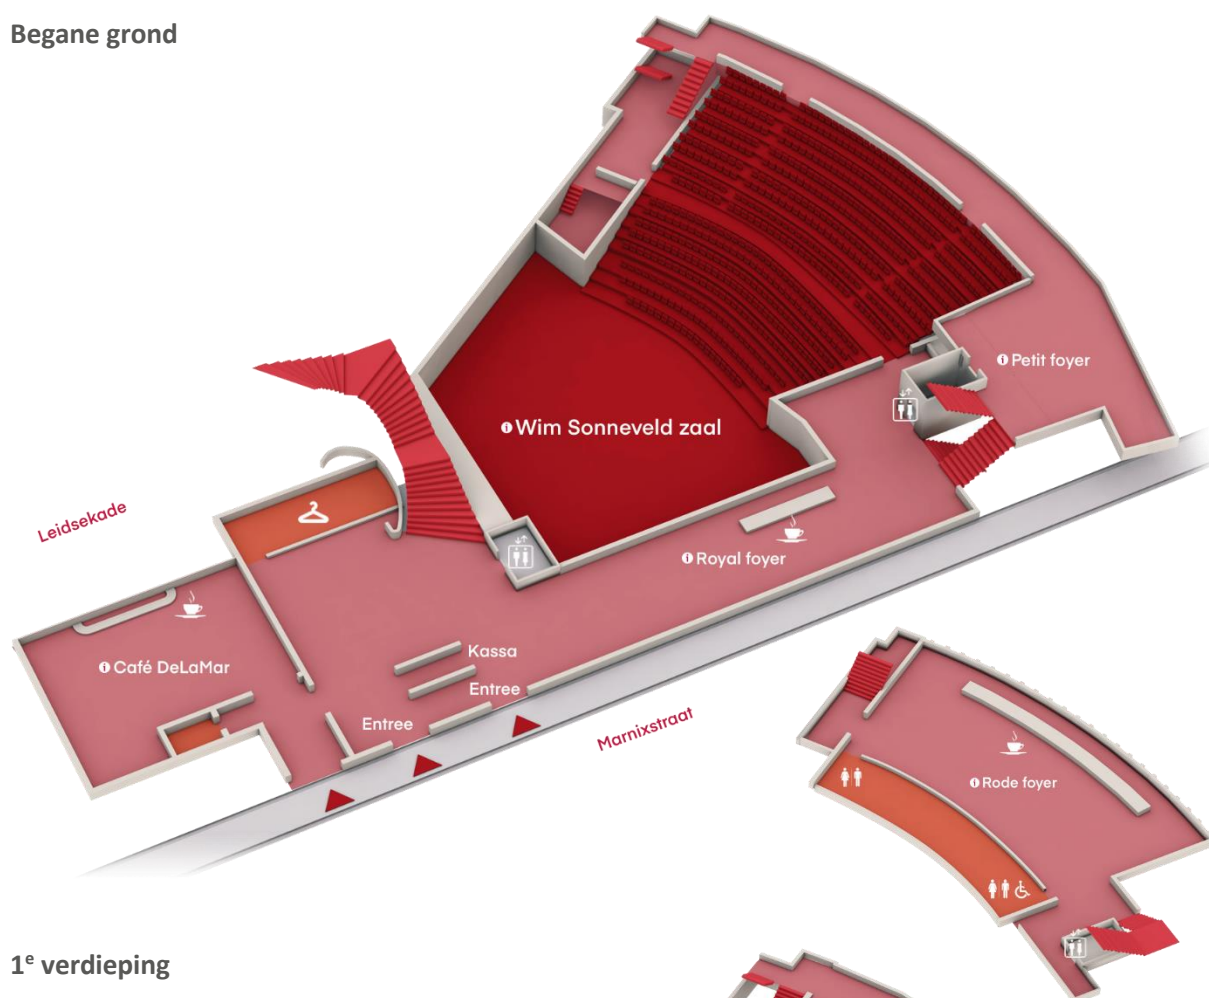 Begane grond
Petit foyer
Wim Sonneveld zaal
Leidsekade
Royal foyer
Café DeLaMar
Kassa
Entree
Entree
Marnixstraat
Rode foyer
1e verdieping